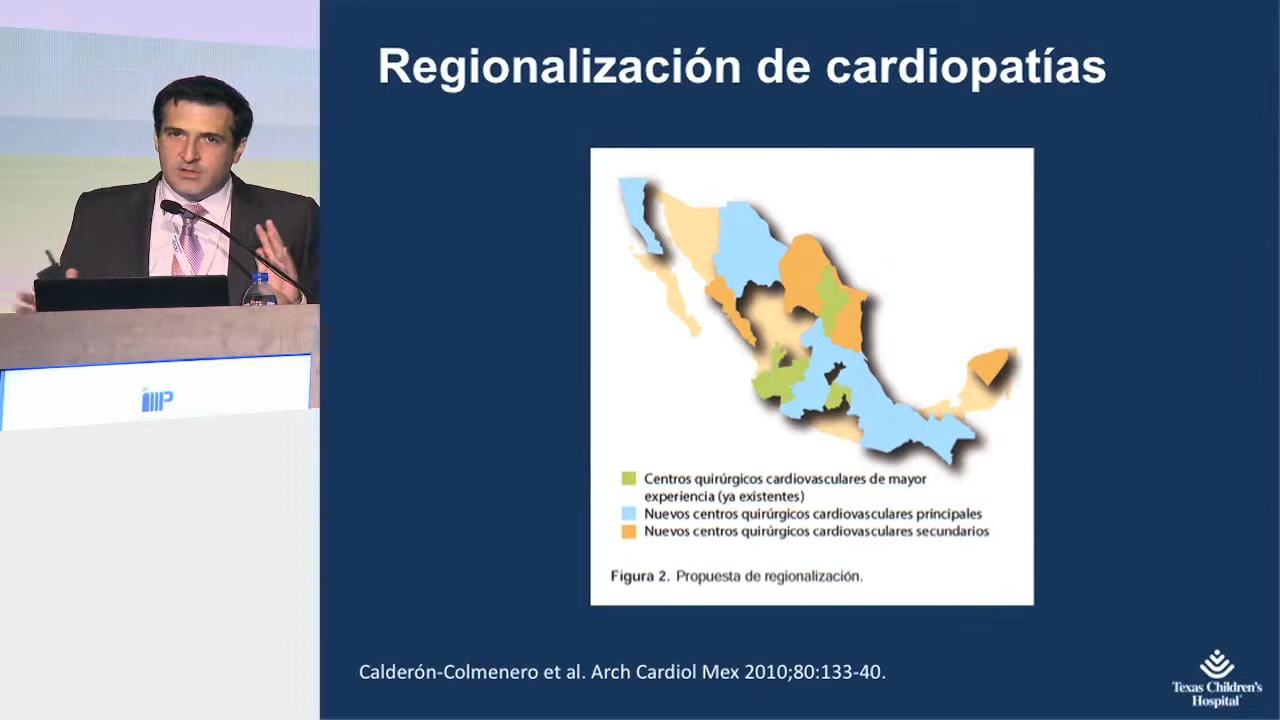 Regionalización de cardiopatías
Centros quirúrgicos cardiovasculares de mayor
experiencia (ya existentes)
Nuevos centros quirúrgicos cardiovasculares principales
Nuevos centros quirúrgicos cardiovasculares secundarios
Figura 2. Propuesta de regionalización.
Calderón-Colmenero et al. Arch Cardiol Mex 2010;80:133-40.
Texas Children's
Hospital